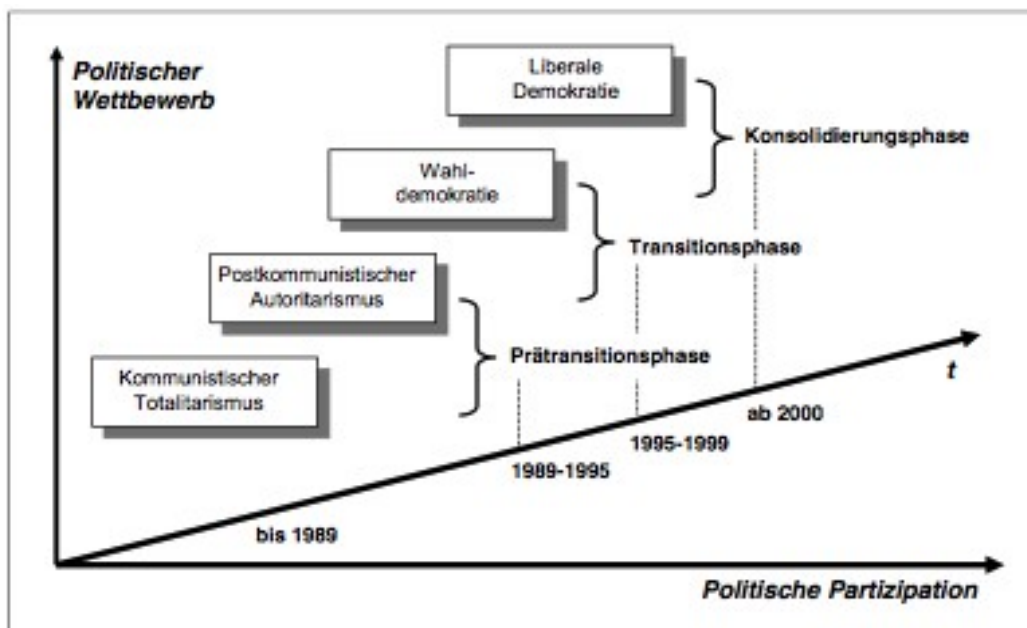 Politischer
Wettbewerb
Liberale
Demokratie
Konsolidierungsphase
Wahl-
demokratie
Transitionsphase
Postkommunistischer
Autoritarismus
Prätransitionsphase
Kommunistischer
Totalitarismus
t
ab 2000
1995-1999
1989-1995
bis 1989
Politische Partizipation